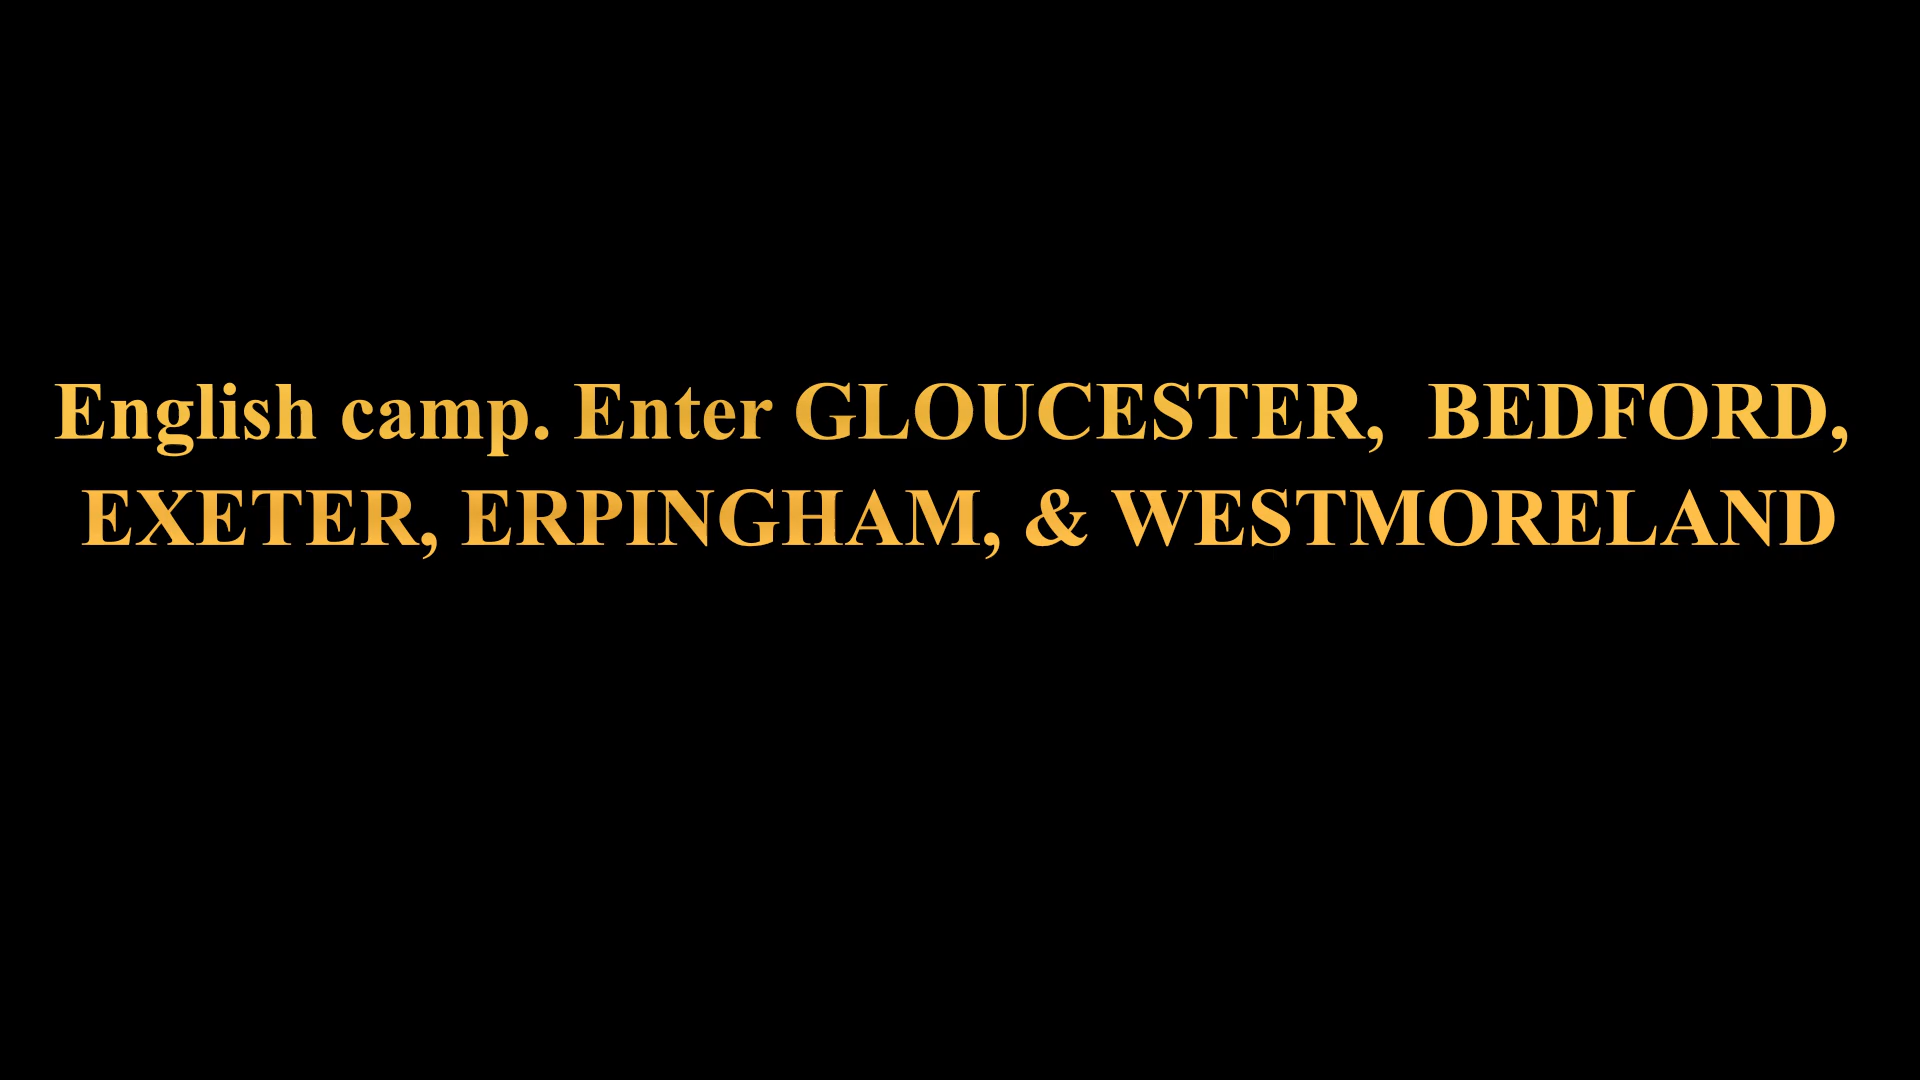 English camp. Enter GLOUCESTER,  BEDFORD,
EXETER, ERPINGHAM, & WESTMORELAND